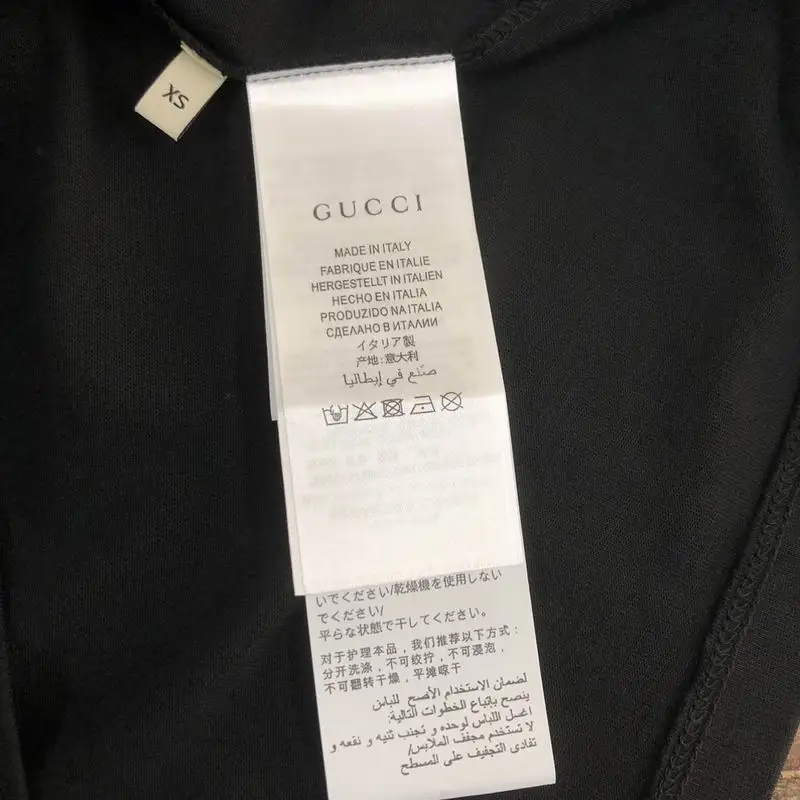 XS
GUCCI
MADE IN ITALY
FABRIQUE EN ITALIE
HERGESTELLT IN ITALIEN
HECHO EN ITALIA
PRODUZIDO NA ITALIA
СДЕЛАНО В ИТАЛИИ
イタリア製
产地:意大利
صنع في إيطاليا
いでください/乾燥機を使用しない
でください/
平らな状態で干してください。
对于护理本品，我们推荐以下方式：
分开洗涤，不可绞拧，不可浸泡，
不可翻转干燥，平摊晾干
لضمان الاستخدام الأصح للباس
ينصح بإتباع الخطوات التالية:
اغسل اللباس لوحده و تجنب ثنيه و نقعه و
لا تستخدم مجفف الملابس/
تفادى التجفيف على المسطح